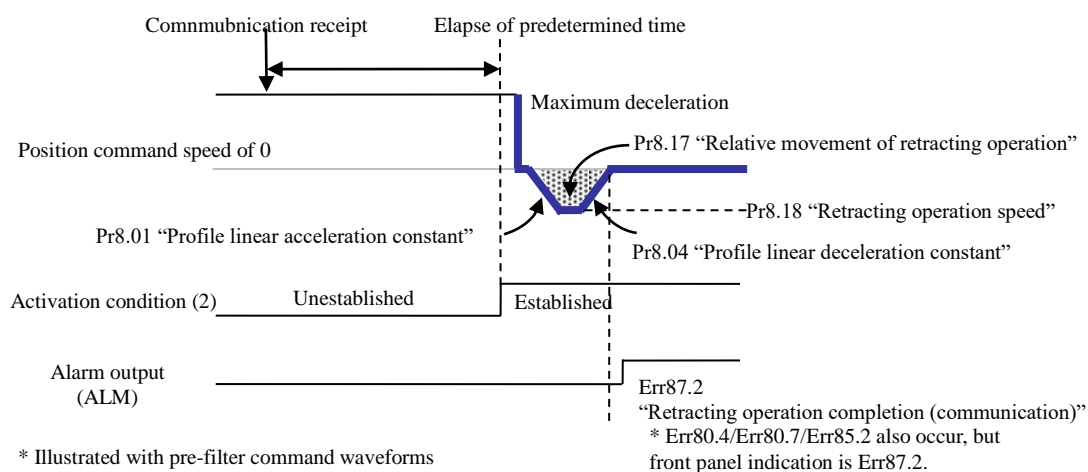 Comnmubnication receipt
Elapse of predetermined time
Maximum deceleration
Pr8.17 “Relative movement of retracting operation”
Position command speed of 0
Pr8.18 “Retracting operation speed”
Pr8.01 “Profile linear acceleration constant”
Pr8.04 “Profile linear deceleration constant”
Activation condition (2)
Unestablished
Established
Alarm output
(ALM)
Err87.2
“Retracting operation completion (communication)”
* Err80.4/Err80.7/Err85.2 also occur, but
front panel indication is Err87.2.
* Illustrated with pre-filter command waveforms